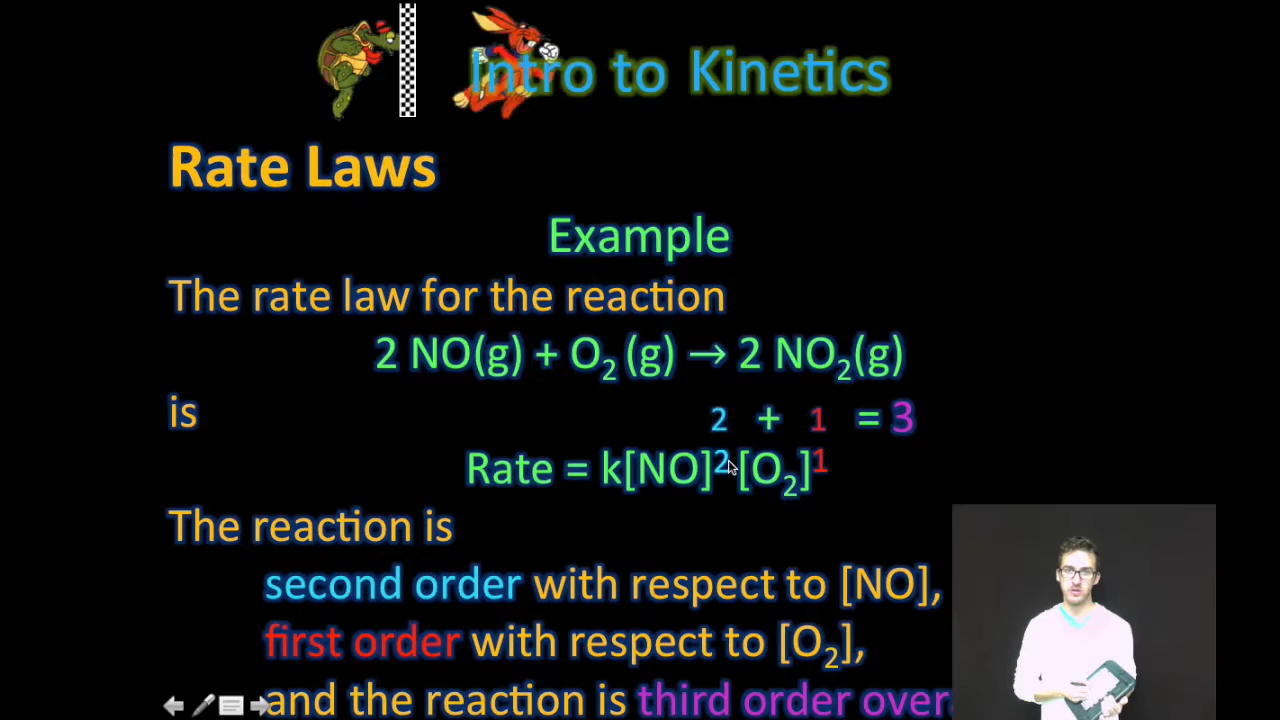 Intro to Kinetics
Rate Laws
Example
The rate law for the reaction
2 NO(g) + O₂ (g) → 2 NO₂(g)
is
2 + 1 = 3
Rate = k[NO]²[O₂]¹
The reaction is
second order with respect to [NO],
first order with respect to [O₂],
and the reaction is third order over